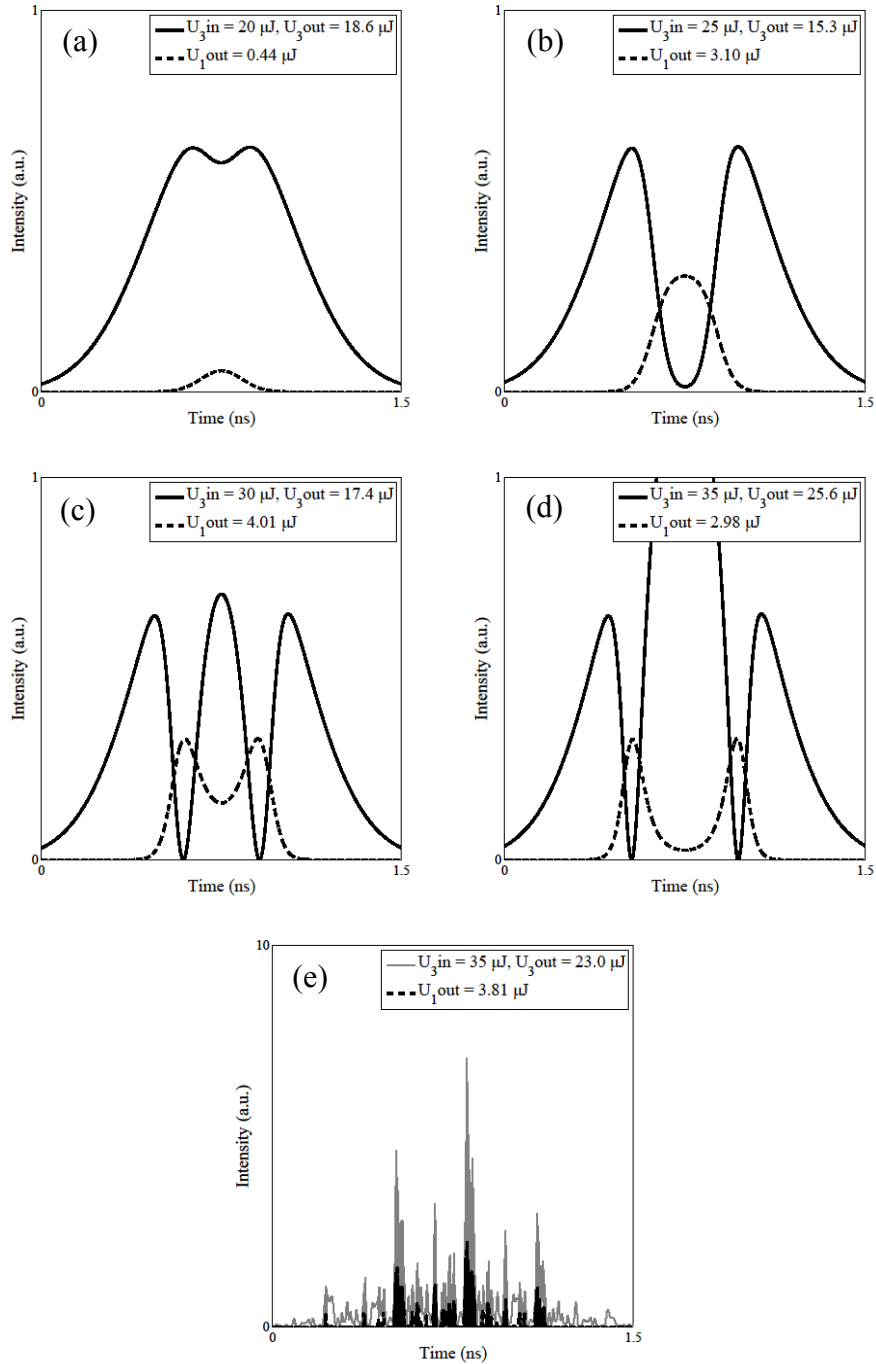 (a)
U₃in = 20 μJ, U₃out = 18.6 μJ
U₁out = 0.44 μJ
1
Intensity (a.u.)
0
0
1.5
Time (ns)
(b)
U₃in = 25 μJ, U₃out = 15.3 μJ
U₁out = 3.10 μJ
1
Intensity (a.u.)
0
0
1.5
Time (ns)
(c)
U₃in = 30 μJ, U₃out = 17.4 μJ
U₁out = 4.01 μJ
1
Intensity (a.u.)
0
0
1.5
Time (ns)
(d)
U₃in = 35 μJ, U₃out = 25.6 μJ
U₁out = 2.98 μJ
1
Intensity (a.u.)
0
0
1.5
Time (ns)
(e)
U₃in = 35 μJ, U₃out = 23.0 μJ
U₁out = 3.81 μJ
10
Intensity (a.u.)
0
0
1.5
Time (ns)